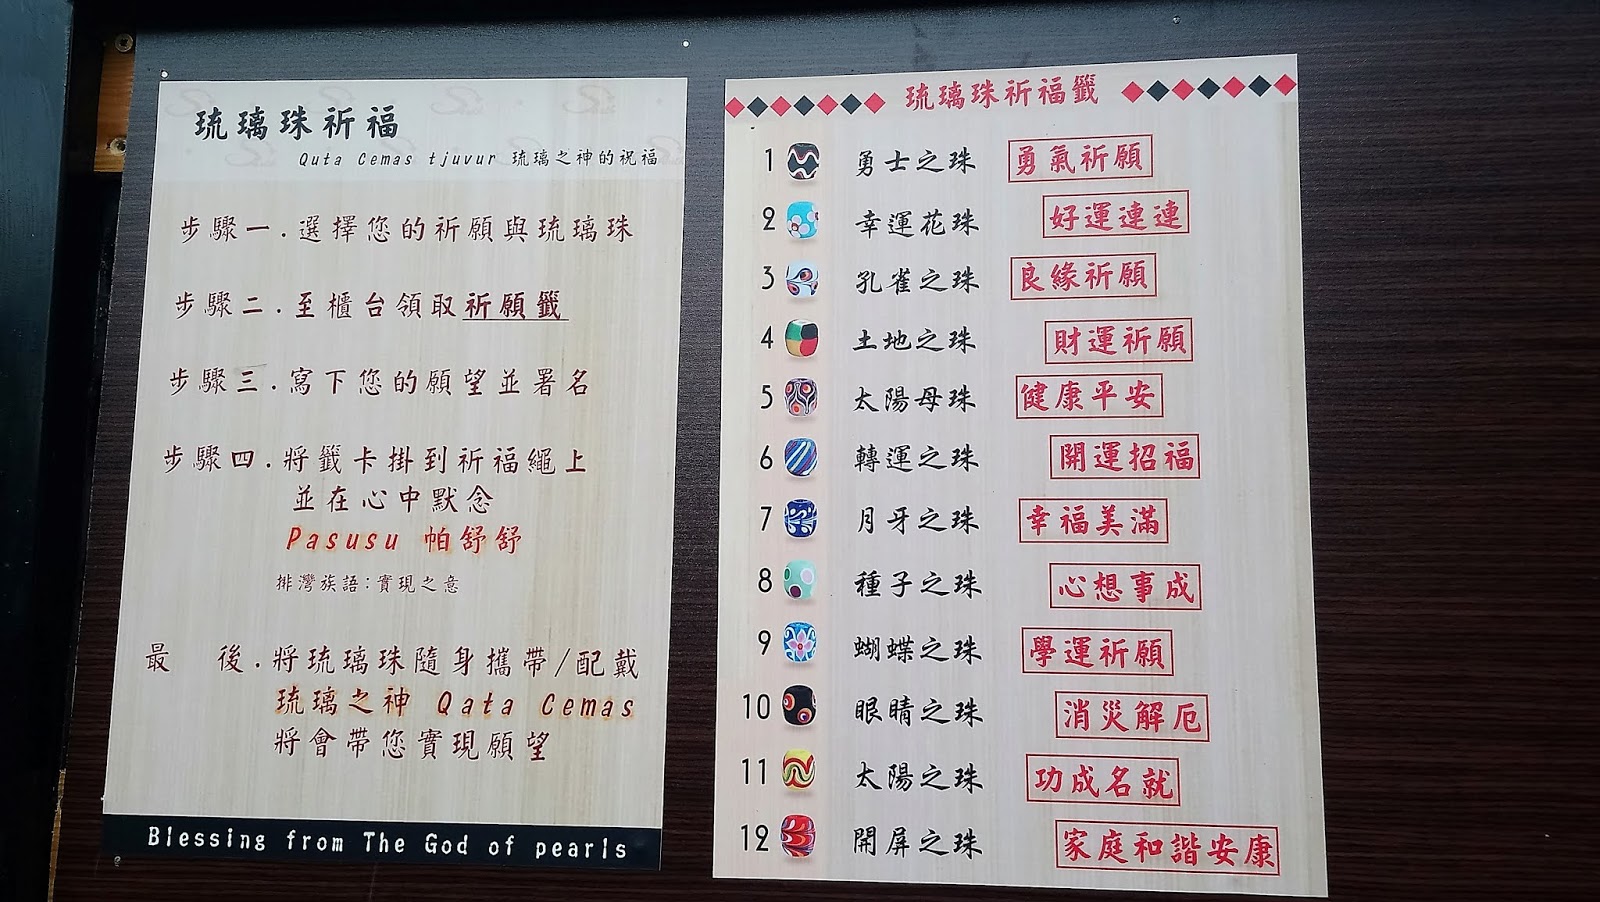 琉璃珠祈福
Quta Cemas tjuvur 琉璃之神的祝福
步驟一.選擇您的祈願與琉璃珠
步驟二.至櫃台領取祈願籤
步驟三.寫下您的願望並署名
步驟四.將籤卡掛到祈福繩上
並在心中默念
Pasusu 帕舒舒
排灣族語:實現之意
最 後.將琉璃珠隨身攜帶/配戴
琉璃之神 Qata Cemas
將會帶您實現願望
Blessing from The God of pearls
琉璃珠祈福籤
1 勇士之珠 勇氣祈願
2 幸運花珠 好運連連
3 孔雀之珠 良緣祈願
4 土地之珠 財運祈願
5 太陽母珠 健康平安
6 轉運之珠 開運招福
7 月牙之珠 幸福美滿
8 種子之珠 心想事成
9 蝴蝶之珠 學運祈願
10 眼睛之珠 消災解厄
11 太陽之珠 功成名就
12 開屏之珠 家庭和諧安康